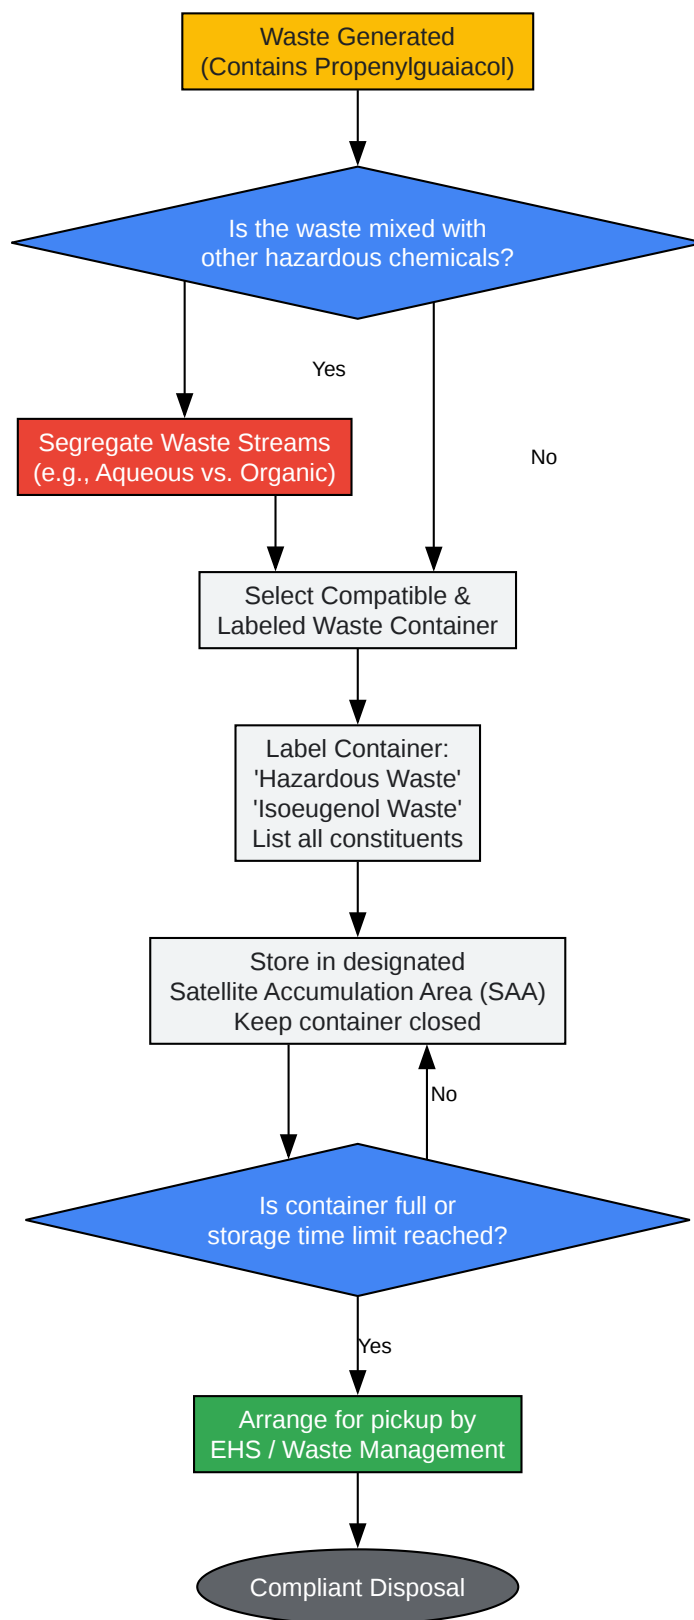 Waste Generated
(Contains Propenylguaiacol)
Is the waste mixed with
other hazardous chemicals?
Yes
Segregate Waste Streams
(e.g., Aqueous vs. Organic)
No
Select Compatible &
Labeled Waste Container
Label Container:
'Hazardous Waste'
'Isoeugenol Waste'
List all constituents
Store in designated
Satellite Accumulation Area (SAA)
Keep container closed
No
Is container full or
storage time limit reached?
Yes
Arrange for pickup by
EHS / Waste Management
Compliant Disposal